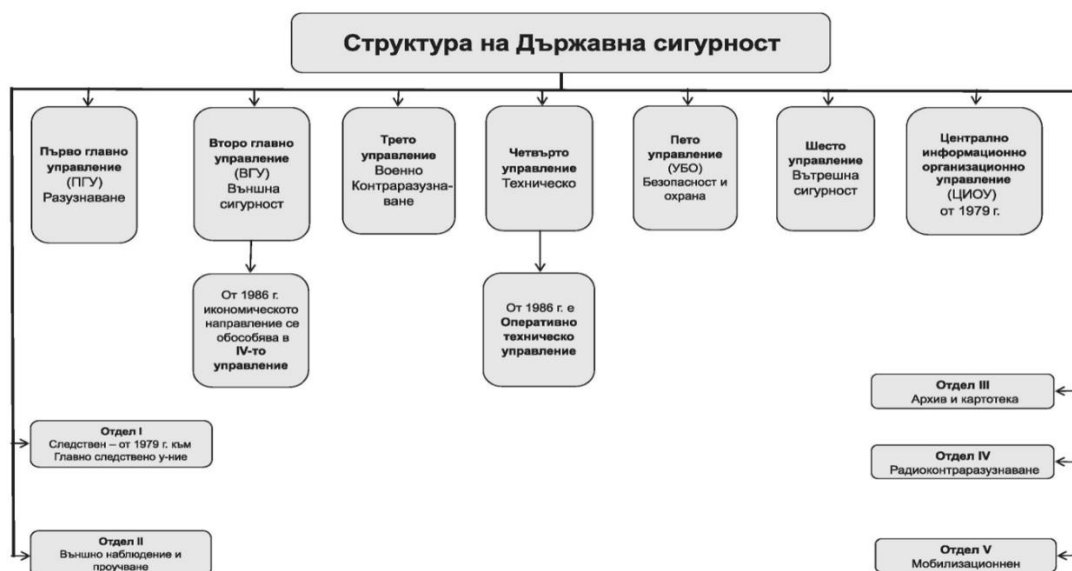 Структура на Държавна сигурност
Първо главно
управление
(ПГУ)
Разузнаване
Второ главно
управление
(ВГУ)
Външна
сигурност
Трето
управление
Военно
Контраразузна-
ване
Четвърто
управление
Техническо
Пето
управление
(УБО)
Безопасност и
охрана
Шесто
управление
Вътрешна
сигурност
Централно
информационно
организационно
управление
(ЦИОУ)
от 1979 г.
От 1986 г.
икономическото
направление се
обособява в
IV-то
управление
От 1986 г. е
Оперативно
техническо
управление
Отдел I
Следствен – от 1979 г. към
Главно следствено у-ние
Отдел II
Външно наблюдение и
проучване
Отдел III
Архив и картотека
Отдел IV
Радиоконтраразузнаване
Отдел V
Мобилизационнен